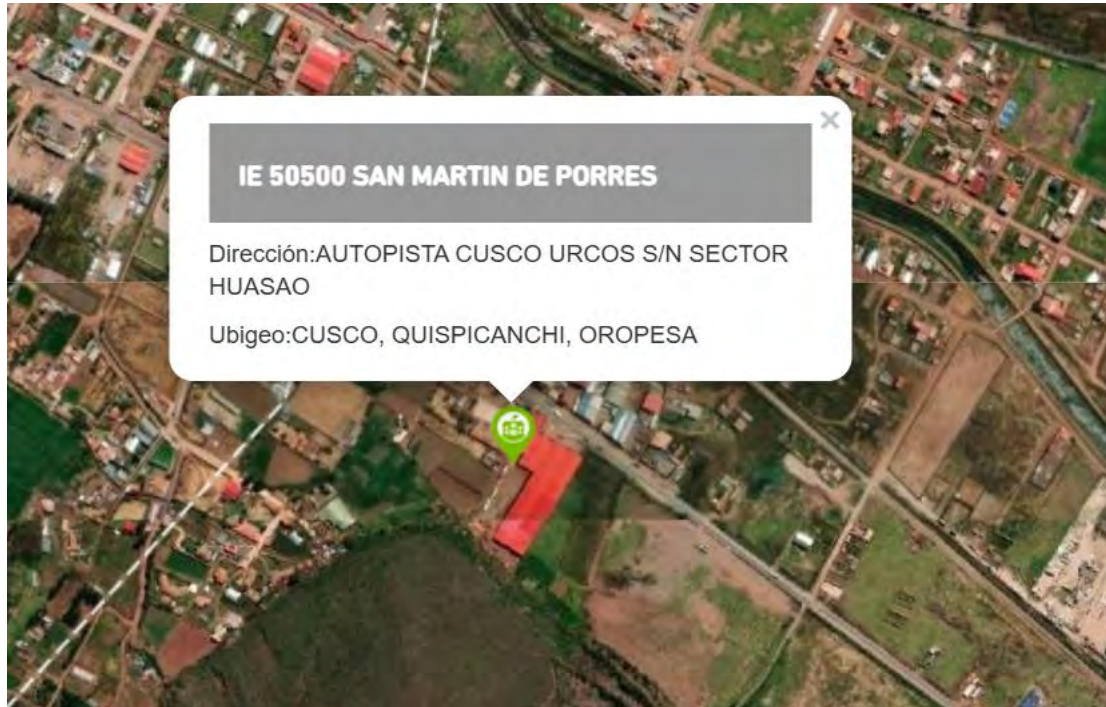 IE 50500 SAN MARTIN DE PORRES
Dirección:AUTOPISTA CUSCO URCOS S/N SECTOR
HUASAO
Ubigeo:CUSCO, QUISPICANCHI, OROPESA